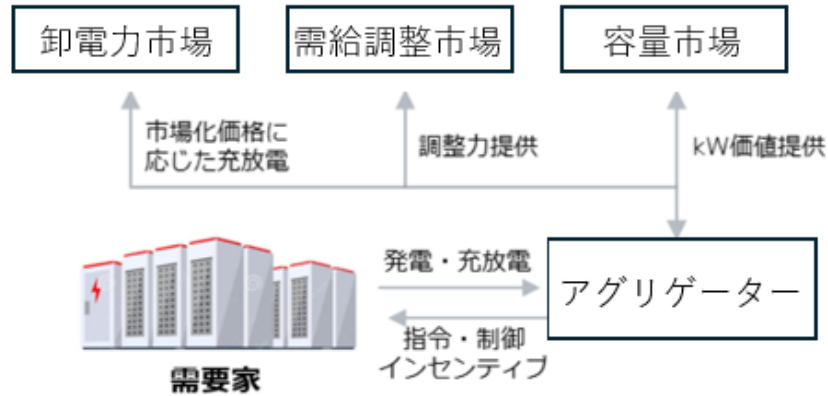 卸電力市場
需給調整市場
容量市場
市場化価格に
応じた充放電
調整力提供
kW価値提供
発電・充放電
アグリゲーター
指令・制御
インセンティブ
需要家